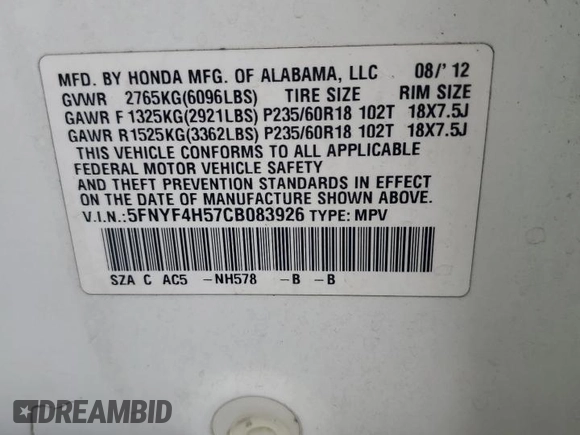 MFD. BY HONDA MFG. OF ALABAMA, LLC 08/' 12
GVWR 2765KG(6096LBS) TIRE SIZE RIM SIZE
GAWR F 1325KG(2921LBS) P235/60R18 102T 18X7.5J
GAWR R1525KG(3362LBS) P235/60R18 102T 18X7.5J
THIS VEHICLE CONFORMS TO ALL APPLICABLE
FEDERAL MOTOR VEHICLE SAFETY
AND THEFT PREVENTION STANDARDS IN EFFECT
ON THE DATE OF MANUFACTURE SHOWN ABOVE.
V.I.N.:5FNYF4H57CB083926 TYPE: MPV
SZA C AC5 -NH578 -B -B
DREAMBID